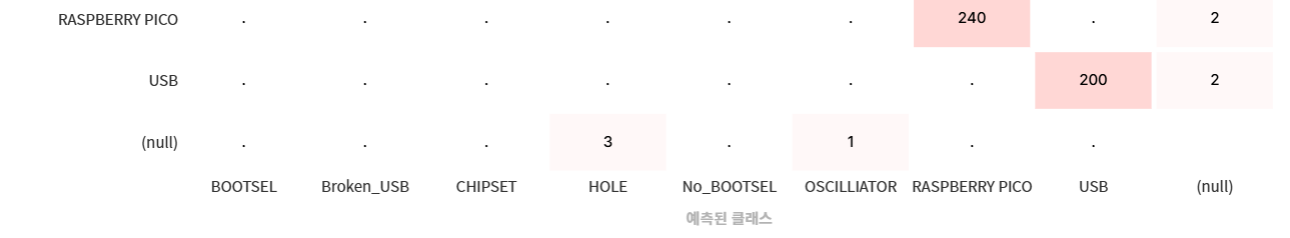 RASPBERRY PICO . . . . . . 240 . 2
USB . . . . . . . 200 2
(null) . . . 3 . 1 . .
BOOTSEL Broken_USB CHIPSET HOLE No_BOOTSEL OSCILLIATOR RASPBERRY PICO USB (null)
예측된 클래스